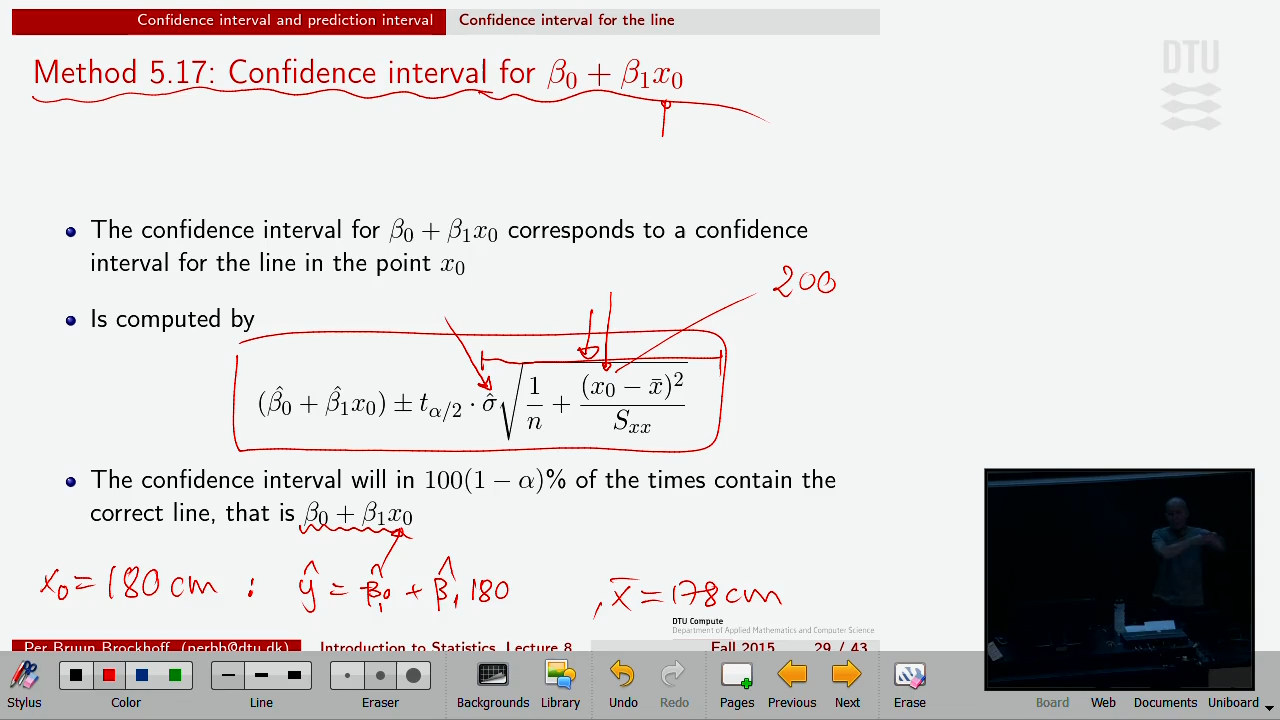 Confidence interval and prediction interval Confidence interval for the line
DTU
Method 5.17: Confidence interval for β₀ + β₁x₀
The confidence interval for β₀ + β₁x₀ corresponds to a confidence
interval for the line in the point x₀
200
Is computed by
(β̂₀ + β̂₁x₀) ± t_{α/2} · σ̂ √(1/n + (x₀ − x̄)²/S_{xx})
The confidence interval will in 100(1 − α)% of the times contain the
correct line, that is β₀ + β₁x₀
x₀ = 180 cm : ŷ = β̂₀ + β̂₁ 180 , x̄ = 178 cm
DTU Compute
Department of Applied Mathematics and Computer Science
Per Bruun Brockhoff (perbb@dtu.dk) Introduction to Statistics, Lecture 8 Fall 2015 29 / 43
Stylus Color Line Eraser Backgrounds Library Undo Redo Pages Previous Next Erase Board Web Documents Uniboard